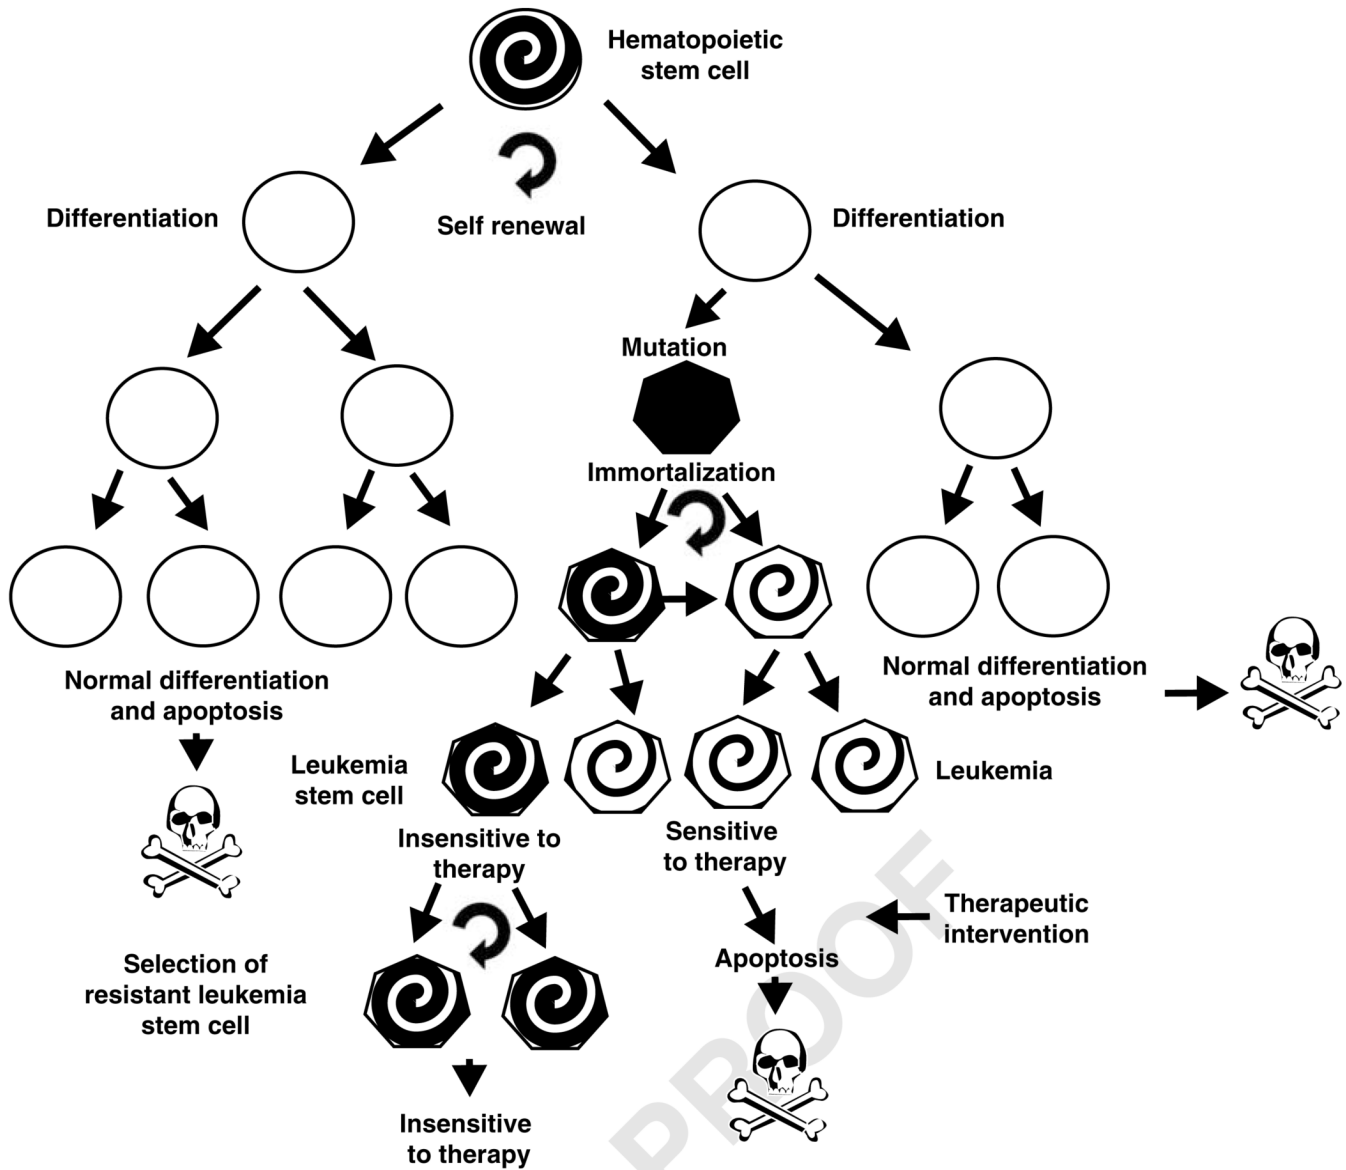 Hematopoietic
stem cell
Differentiation
Self renewal
Differentiation
Mutation
Immortalization
Normal differentiation
and apoptosis
Normal differentiation
and apoptosis
Leukemia
stem cell
Leukemia
Insensitive to
therapy
Sensitive
to therapy
Therapeutic
intervention
Selection of
resistant leukemia
stem cell
Apoptosis
Insensitive
to therapy
PROOF